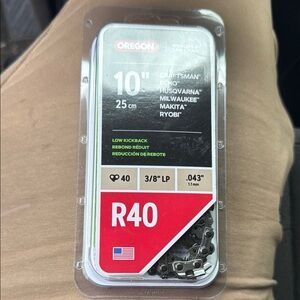 OREGON
10"
25 cm
CRAFTSMAN
ECHO
HUSQVARNA
MILWAUKEE
MAKITA
RYOBI
LOW KICKBACK
REBOND RÉDUIT
REDUCCIÓN DE REBOTE
40
3/8" LP
.043"
1.1 mm
R40